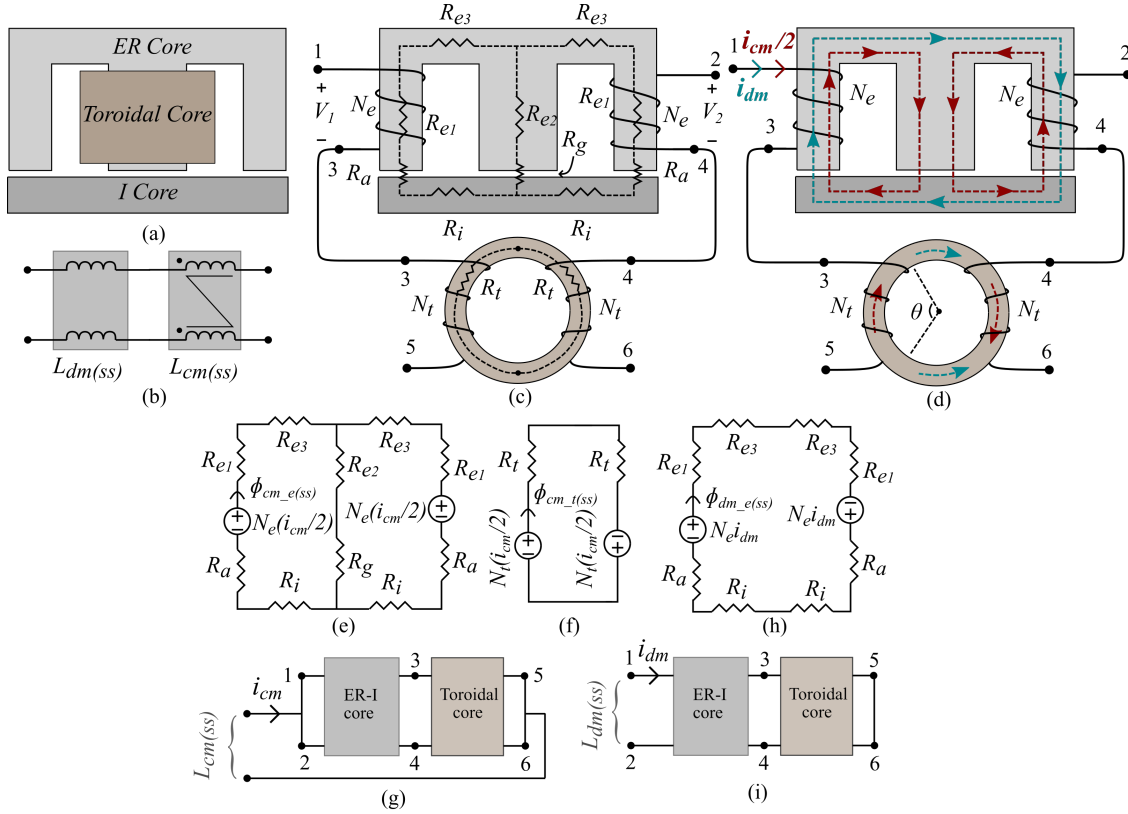 ER Core
Toroidal Core
I Core
(a)
L_dm(ss)
L_cm(ss)
(b)
R_e3
R_e3
1
2
+
V_1
−
N_e
R_e1
R_e2
R_e1
N_e
+
V_2
−
R_g
3
R_a
R_a
4
R_i
R_i
3
4
R_t
R_t
N_t
N_t
5
6
(c)
1
i_cm/2
i_dm
2
N_e
N_e
3
4
3
4
N_t
θ
N_t
5
6
(d)
R_e3
R_e3
R_e1
R_e2
R_e1
ϕ_cm_e(ss)
+
−
N_e(i_cm/2)
N_e(i_cm/2)
+
−
R_a
R_g
R_a
R_i
R_i
(e)
R_t
R_t
ϕ_cm_t(ss)
N_t(i_cm/2)
+
−
N_t(i_cm/2)
−
+
(f)
R_e3
R_e3
R_e1
R_e1
ϕ_dm_e(ss)
+
−
N_e i_dm
N_e i_dm
+
−
R_a
R_a
R_i
R_i
(h)
L_cm(ss)
i_cm
1
2
ER-I
core
3
4
Toroidal
core
5
6
(g)
L_dm(ss)
1
i_dm
2
ER-I
core
3
4
Toroidal
core
5
6
(i)